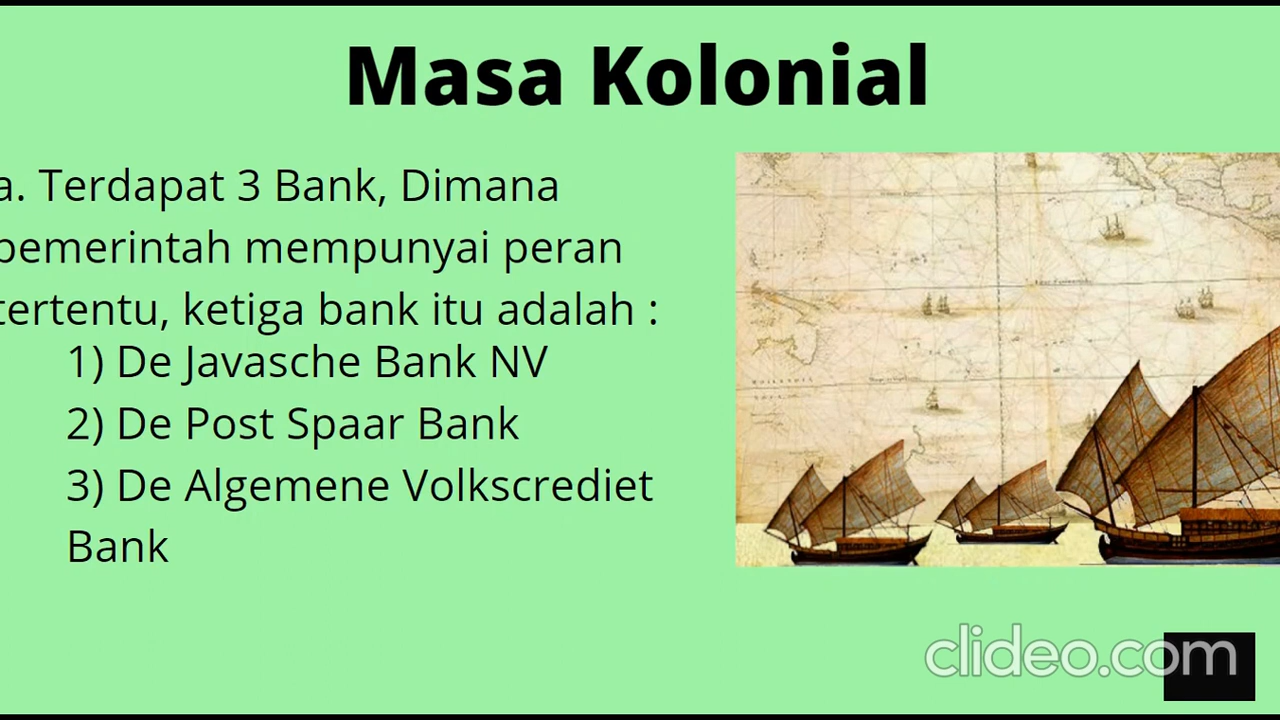 Masa Kolonial
a. Terdapat 3 Bank, Dimana
pemerintah mempunyai peran
tertentu, ketiga bank itu adalah :
1) De Javasche Bank NV
2) De Post Spaar Bank
3) De Algemene Volkscrediet
Bank
clideo.com